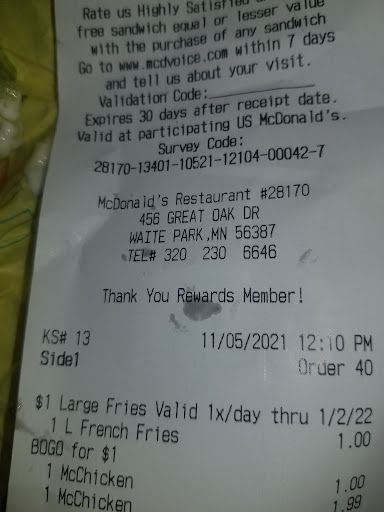 Rate us Highly Satisfied
free sandwich equal or lesser value
with the purchase of any sandwich
Go to www.mcdvoice.com within 7 days
and tell us about your visit.
Validation Code:____________
Expires 30 days after receipt date.
Valid at participating US McDonald's.
Survey Code:
28170-13401-10521-12104-00042-7
McDonald's Restaurant #28170
456 GREAT OAK DR
WAITE PARK,MN 56387
TEL# 320 230 6646
Thank You Rewards Member!
KS# 13 11/05/2021 12:10 PM
Side1 Order 40
$1 Large Fries Valid 1x/day thru 1/2/22
1 L French Fries 1.00
BOGO for $1
1 McChicken 1.00
1 McChicken 1.99